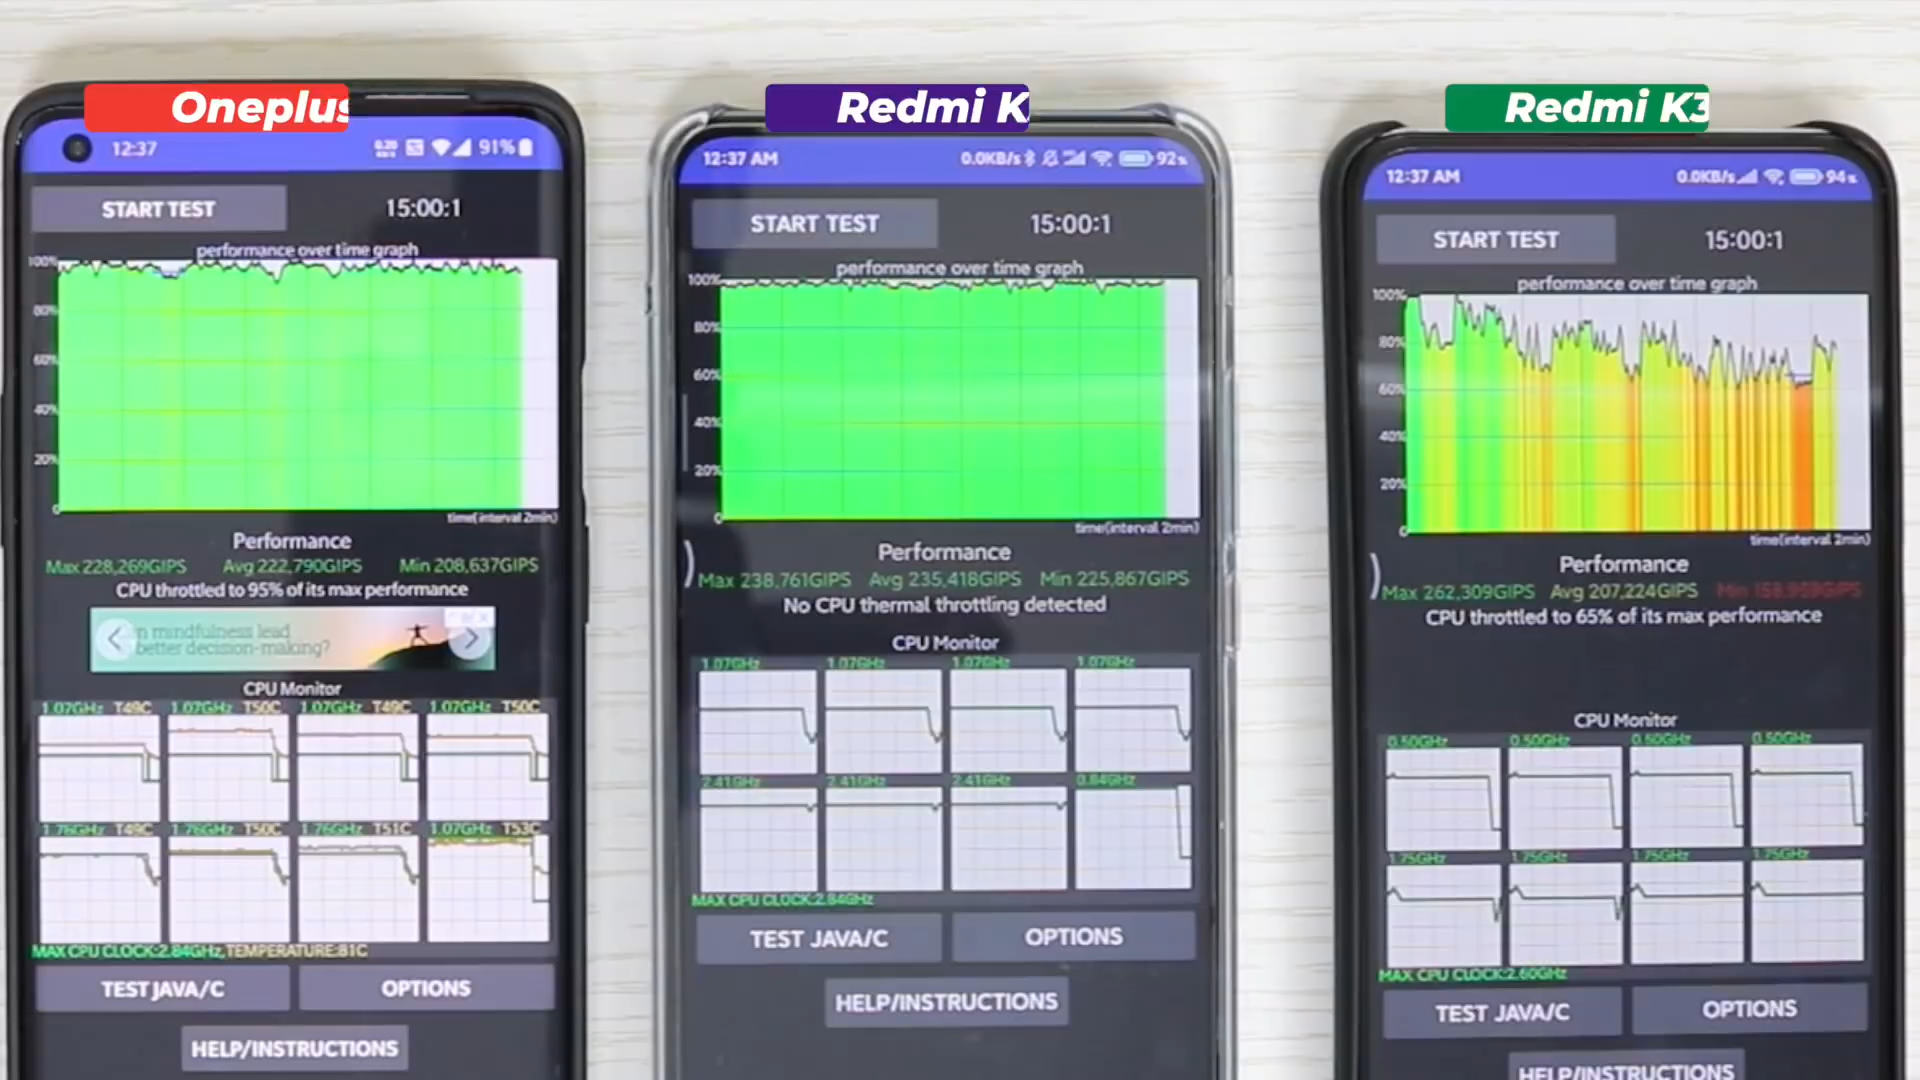 Oneplus
12:37
91%
START TEST
15:00:1
performance over time graph
100%
80%
60%
40%
20%
0
time(interval 2min)
Performance
Max 228,269GIPS Avg 222,790GIPS Min 208,637GIPS
CPU throttled to 95% of its max performance
mindfulness lead
better decision-making?
CPU Monitor
1.07GHz T49C 1.07GHz T50C 1.07GHz T49C 1.07GHz T50C
1.76GHz T49C 1.76GHz T50C 1.76GHz T51C 1.07GHz T53C
MAX CPU CLOCK:2.84GHz,TEMPERATURE:81C
TEST JAVA/C
OPTIONS
HELP/INSTRUCTIONS
Redmi K
12:37 AM
0.0KB/s
92%
START TEST
15:00:1
performance over time graph
100%
80%
60%
40%
20%
0
time(interval 2min)
Performance
Max 238,761GIPS Avg 235,418GIPS Min 225,867GIPS
No CPU thermal throttling detected
CPU Monitor
1.07GHz 1.07GHz 1.07GHz 1.07GHz
2.41GHz 2.41GHz 2.41GHz 0.84GHz
MAX CPU CLOCK:2.84GHz
TEST JAVA/C
OPTIONS
HELP/INSTRUCTIONS
Redmi K3
12:37 AM
0.0KB/s
94%
START TEST
15:00:1
performance over time graph
100%
80%
60%
40%
20%
0
time(interval 2min)
Performance
Max 262,309GIPS Avg 207,224GIPS Min
CPU throttled to 65% of its max performance
CPU Monitor
0.50GHz 0.50GHz 0.50GHz 0.50GHz
1.75GHz 1.75GHz 1.75GHz 1.75GHz
MAX CPU CLOCK:2.60GHz
TEST JAVA/C
OPTIONS
HELP/INSTRUCTIONS